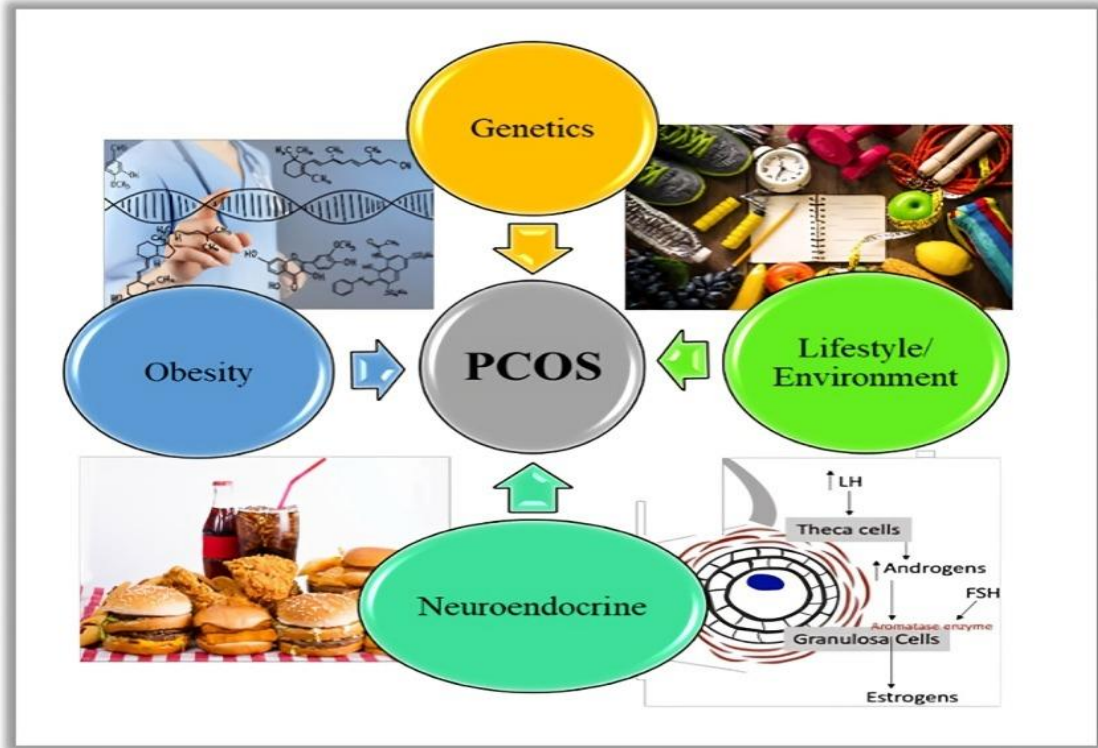 Genetics
Obesity
PCOS
Lifestyle/
Environment
Neuroendocrine
LH
Theca cells
Androgens
FSH
Aromatase enzyme
Granulosa Cells
Estrogens